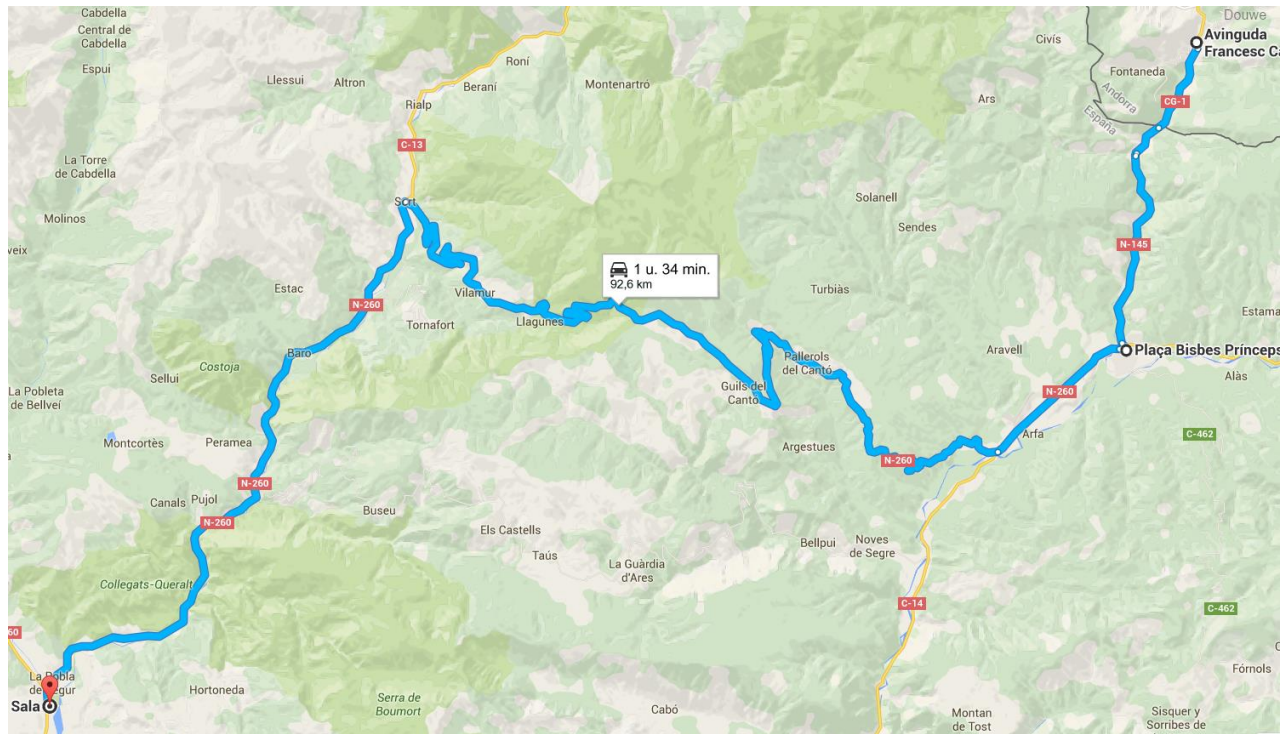 Cabdella
Central de
Cabdella
Espui
Llessui
Altron
Roní
Beraní
Rialp
Montenartró
Civís
Douwe
Avinguda
Francesc Ca
Fontaneda
Andorra
España
CG-1
Ars
C-13
La Torre
de Cabdella
Molinos
veix
Sort
Solanell
Sendes
N-145
1 u. 34 min.
92,6 km
Estac
N-260
Vilamur
Tornafort
Llagunes
Turbiàs
Estama
Baro
Costoja
Sellui
Aravell
Plaça Bisbes Prínceps
Alàs
Pallerols
del Cantó
Guils del
Cantó
N-260
La Pobleta
de Bellveí
Montcortès
Peramea
Arfa
C-462
Argestues
N-260
N-260
Canals
Pujol
N-260
Buseu
Els Castells
Taús
La Guàrdia
d'Ares
Bellpui
Noves
de Segre
Collegats-Queralt
C-14
C-462
60
La Pobla
de Segur
Sala
Hortoneda
Serra de
Boumort
Cabó
Montan
de Tost
Sisquer y
Sorribes de
Fórnols